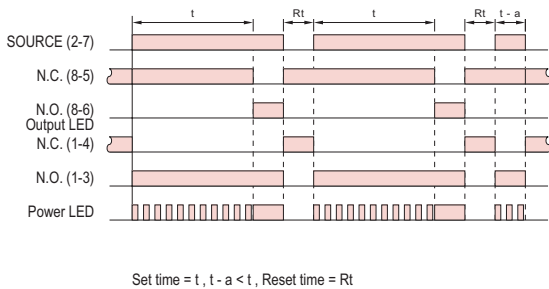 t Rt t Rt t - a
SOURCE (2-7)
N.C. (8-5)
N.O. (8-6)
Output LED
N.C. (1-4)
N.O. (1-3)
Power LED
Set time = t , t - a < t , Reset time = Rt